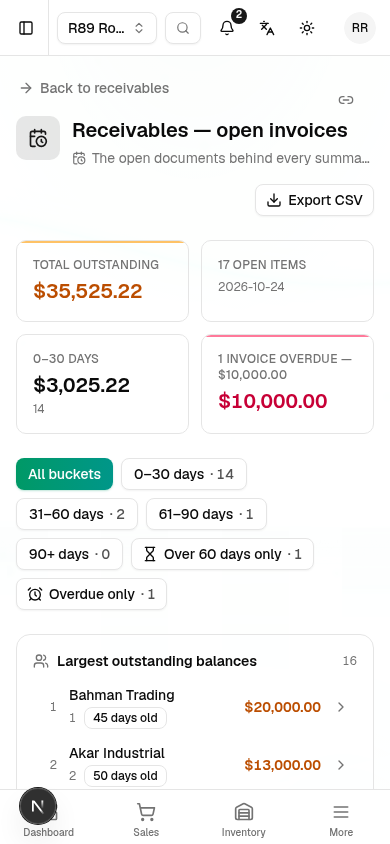 R89 Ro...
2
RR
Back to receivables
Receivables — open invoices
The open documents behind every summa...
Export CSV
TOTAL OUTSTANDING
$35,525.22
17 OPEN ITEMS
2026-10-24
0–30 DAYS
$3,025.22
14
1 INVOICE OVERDUE —
$10,000.00
$10,000.00
All buckets
0–30 days · 14
31–60 days · 2
61–90 days · 1
90+ days · 0
Over 60 days only · 1
Overdue only · 1
Largest outstanding balances
16
1
Bahman Trading
1
45 days old
$20,000.00
2
Akar Industrial
2
50 days old
$13,000.00
N
Dashboard
Sales
Inventory
More